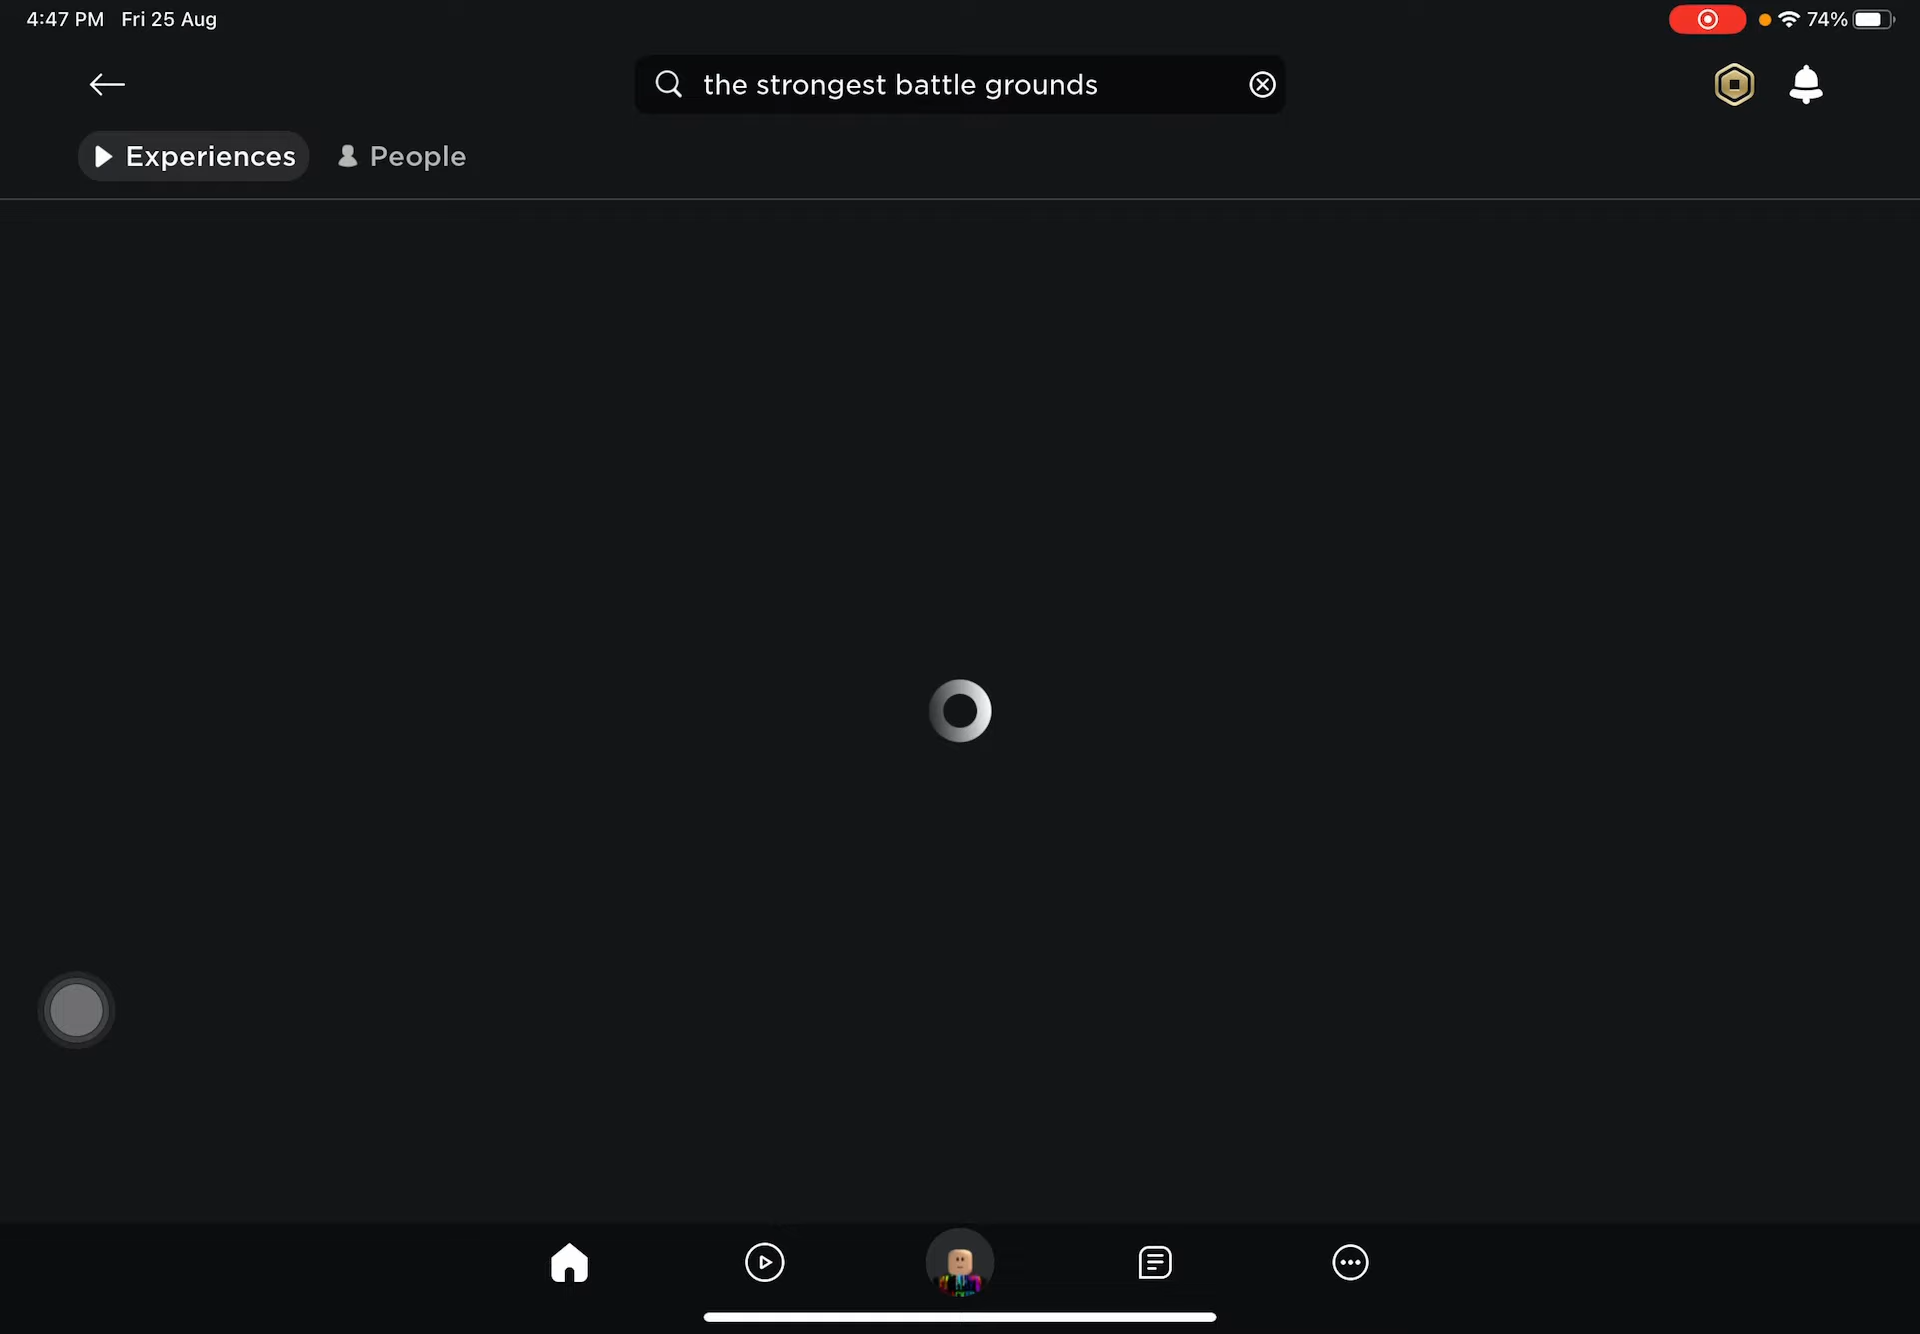 4:47 PM Fri 25 Aug
74%
the strongest battle grounds
Experiences
People